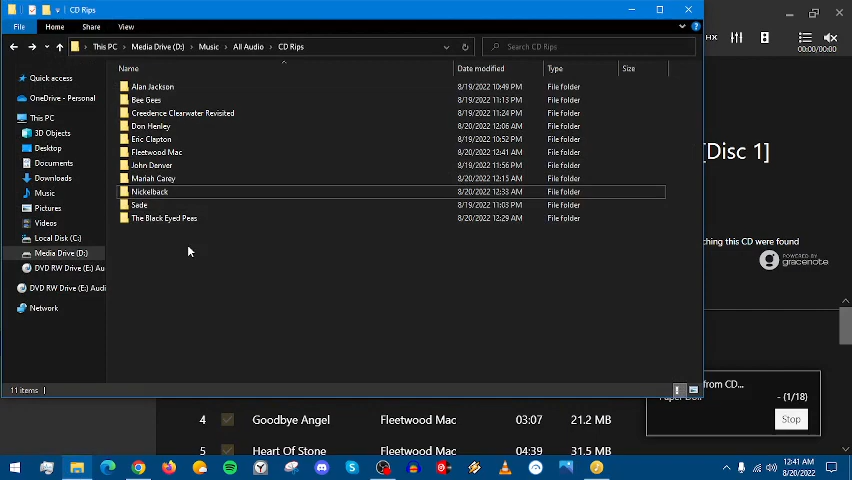 CD Rips
File Home Share View
This PC Media Drive (D:) Music All Audio CD Rips
Search CD Rips
HX
00:00/00:00
Name Date modified Type Size
Quick access
OneDrive - Personal
This PC
3D Objects
Desktop
Documents
Downloads
Music
Pictures
Videos
Local Disk (C:)
Media Drive (D:)
DVD RW Drive (E:) Au
DVD RW Drive (E:) Audi
Network
Alan Jackson 8/19/2022 10:49 PM File folder
Bee Gees 8/19/2022 11:13 PM File folder
Creedence Clearwater Revisited 8/19/2022 11:24 PM File folder
Don Henley 8/20/2022 12:06 AM File folder
Eric Clapton 8/19/2022 10:52 PM File folder
Fleetwood Mac 8/20/2022 12:41 AM File folder
John Denver 8/19/2022 11:56 PM File folder
Mariah Carey 8/20/2022 12:15 AM File folder
Nickelback 8/20/2022 12:33 AM File folder
Sade 8/19/2022 11:03 PM File folder
The Black Eyed Peas 8/20/2022 12:29 AM File folder
11 items
[Disc 1]
ching this CD were found
POWERED BY
gracenote
from CD...
- (1/18)
Stop
4 Goodbye Angel Fleetwood Mac 03:07 21.2 MB
5 Heart Of Stone Fleetwood Mac 04:39 31.5 MB
12:41 AM
8/20/2022